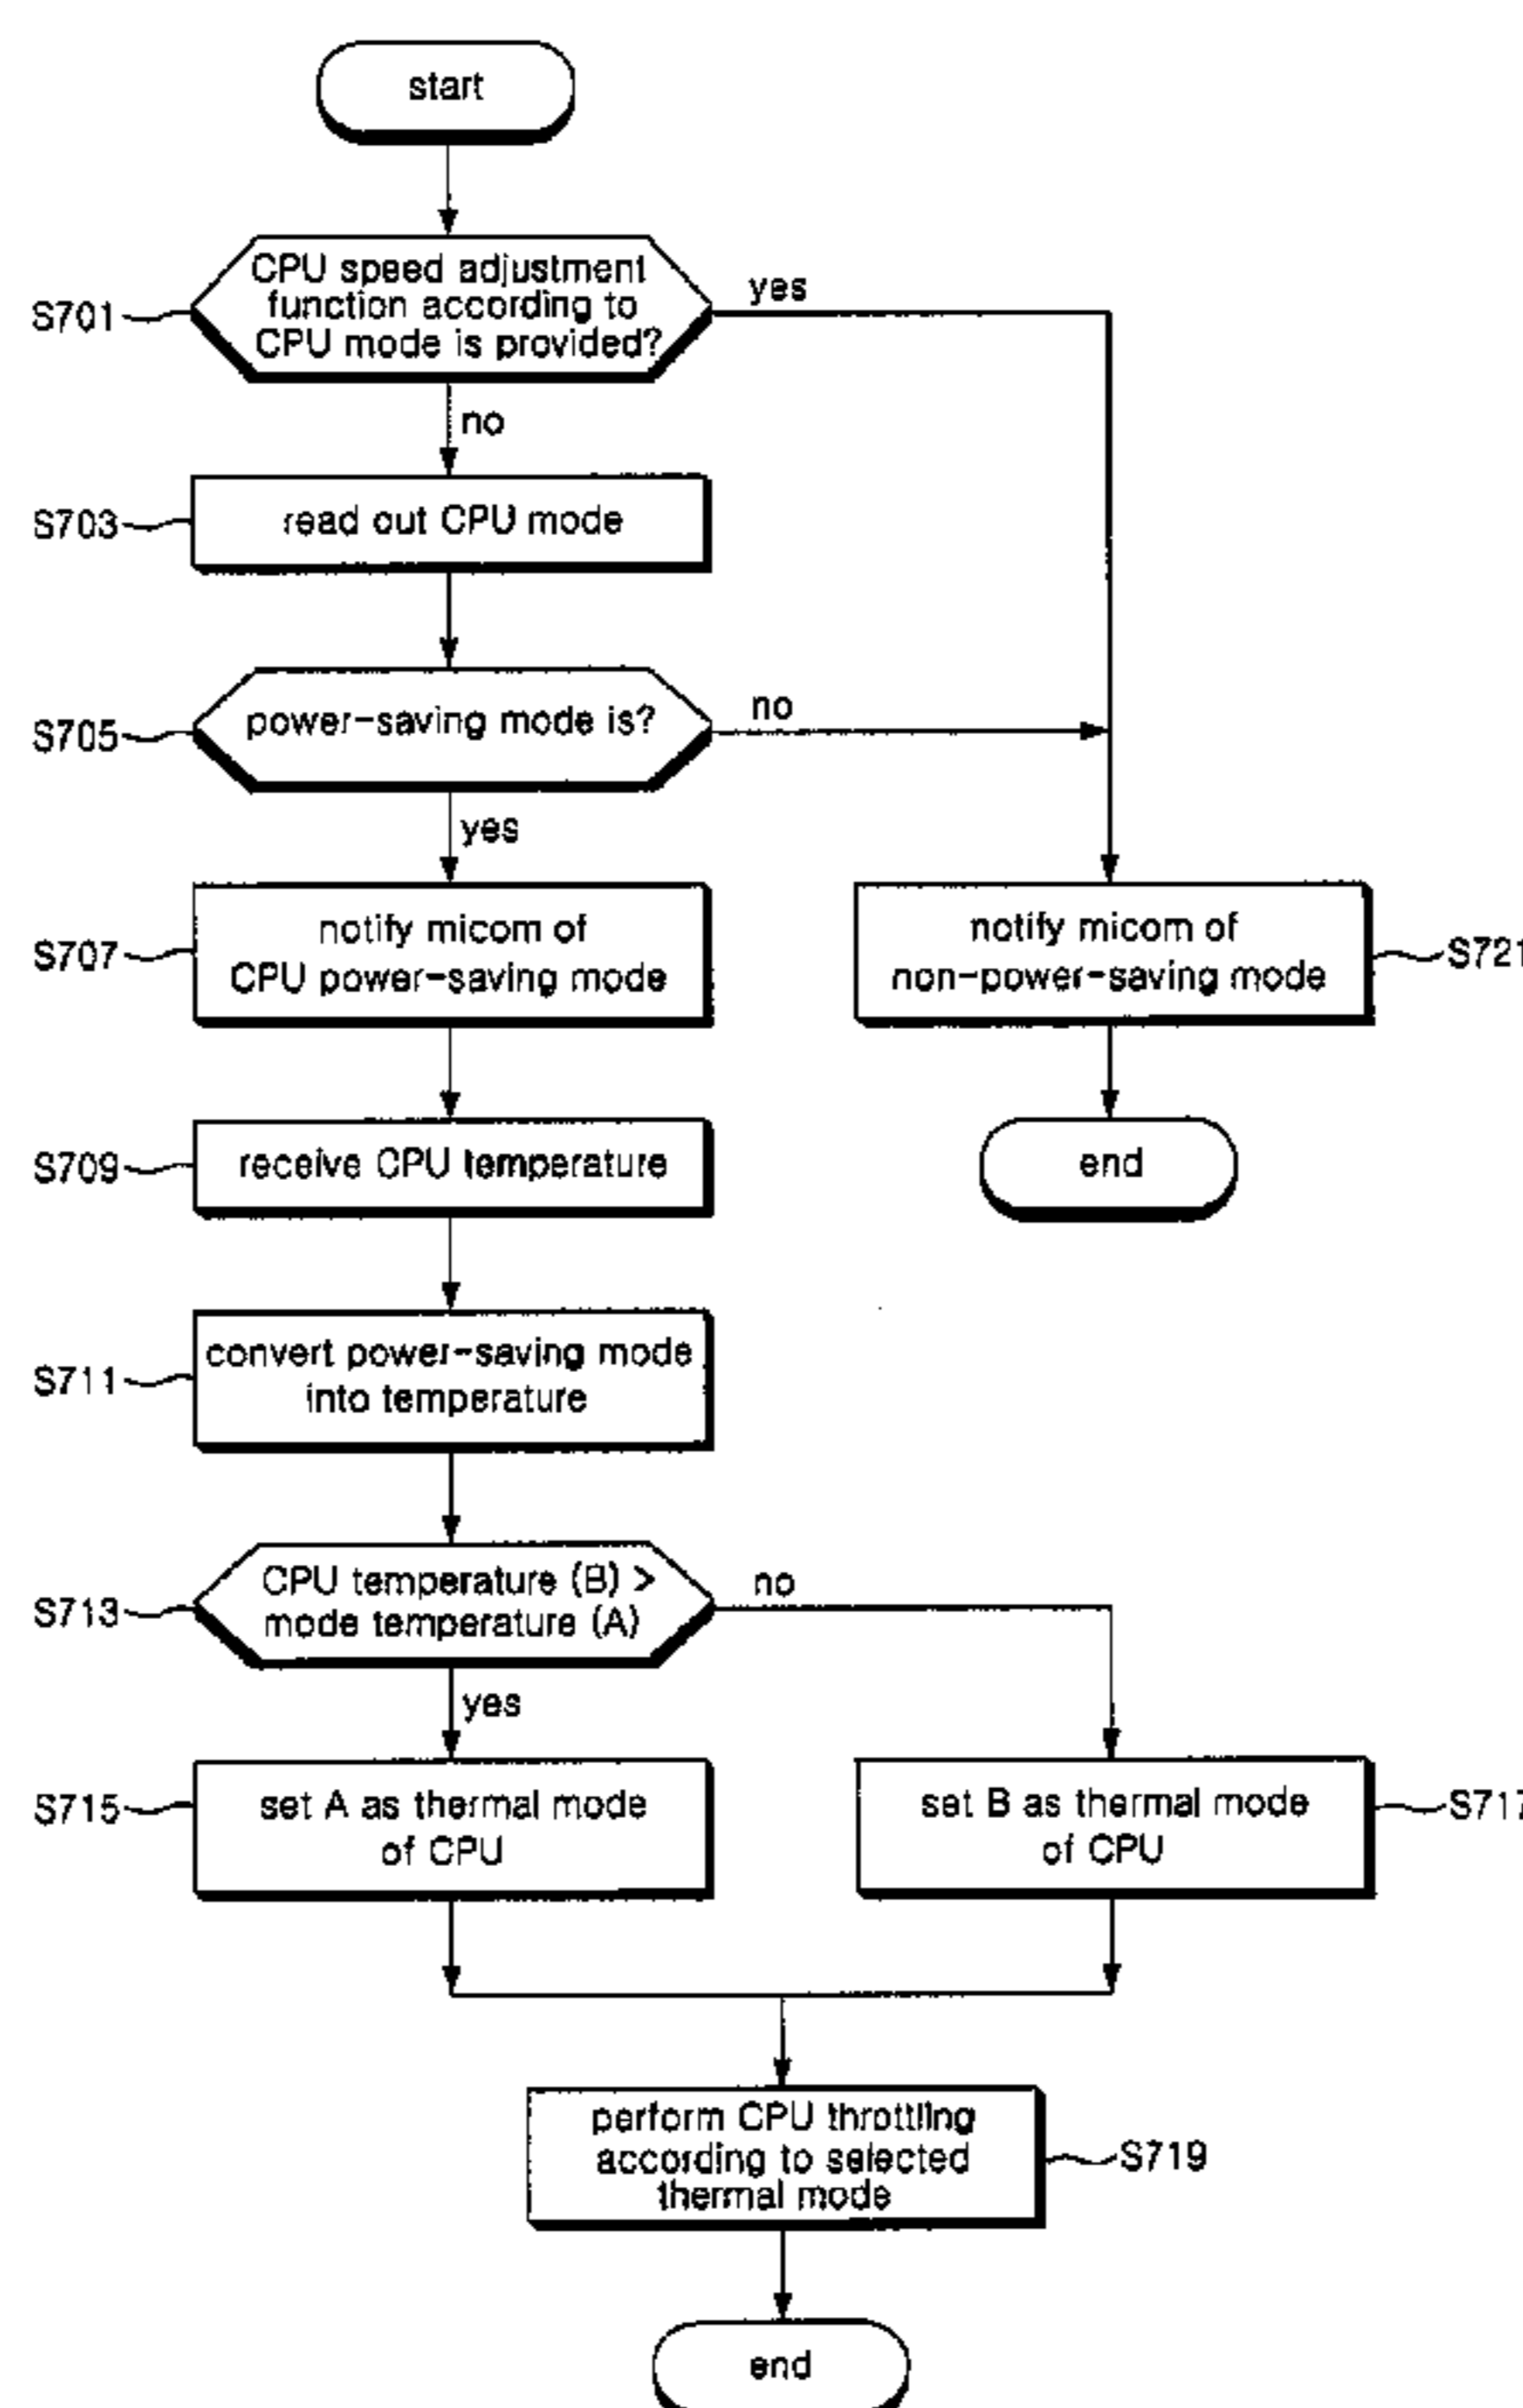 start
CPU speed adjustment
function according to
CPU mode is provided?
yes
S701
no
read out CPU mode
S703
power-saving mode is?
no
S705
yes
notify micom of
CPU power-saving mode
S707
notify micom of
non-power-saving mode
S721
receive CPU temperature
S709
end
convert power-saving mode
into temperature
S711
CPU temperature (B) >
mode temperature (A)
no
S713
yes
set A as thermal mode
of CPU
S715
set B as thermal mode
of CPU
S717
perform CPU throttling
according to selected
thermal mode
S719
end